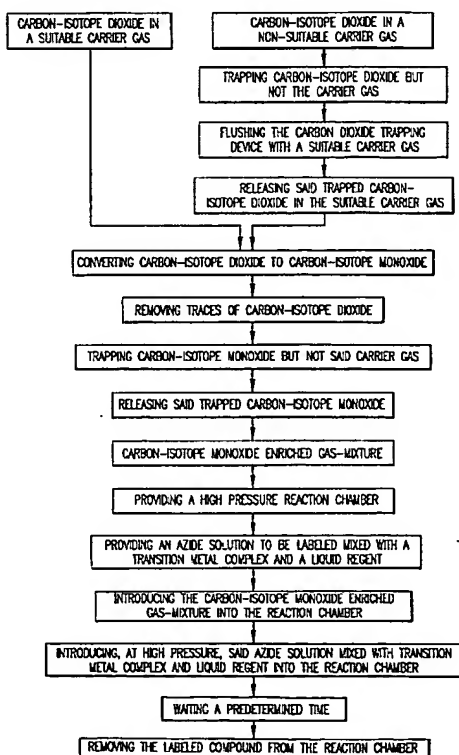 CARBON-ISOTOPE DIOXIDE IN
A SUITABLE CARRIER GAS
CARBON-ISOTOPE DIOXIDE IN A
NON-SUITABLE CARRIER GAS
TRAPPING CARBON-ISOTOPE DIOXIDE BUT
NOT THE CARRIER GAS
FLUSHING THE CARBON DIOXIDE TRAPPING
DEVICE WITH A SUITABLE CARRIER GAS
RELEASING SAID TRAPPED CARBON-
ISOTOPE DIOXIDE IN THE SUITABLE CARRIER GAS
CONVERTING CARBON-ISOTOPE DIOXIDE TO CARBON-ISOTOPE MONOXIDE
REMOVING TRACES OF CARBON-ISOTOPE DIOXIDE
TRAPPING CARBON-ISOTOPE MONOXIDE BUT NOT SAID CARRIER GAS
RELEASING SAID TRAPPED CARBON-ISOTOPE MONOXIDE
CARBON-ISOTOPE MONOXIDE ENRICHED GAS-MIXTURE
PROVIDING A HIGH PRESSURE REACTION CHAMBER
PROVIDING AN AZIDE SOLUTION TO BE LABELED MIXED WITH A
TRANSITION METAL COMPLEX AND A LIQUID REGENT
INTRODUCING THE CARBON-ISOTOPE MONOXIDE ENRICHED
GAS-MIXTURE INTO THE REACTION CHAMBER
INTRODUCING, AT HIGH PRESSURE, SAID AZIDE SOLUTION MIXED WITH TRANSITION
METAL COMPLEX AND LIQUID REGENT INTO THE REACTION CHAMBER
WAITING A PREDETERMINED TIME
REMOVING THE LABELED COMPOUND FROM THE REACTION CHAMBER